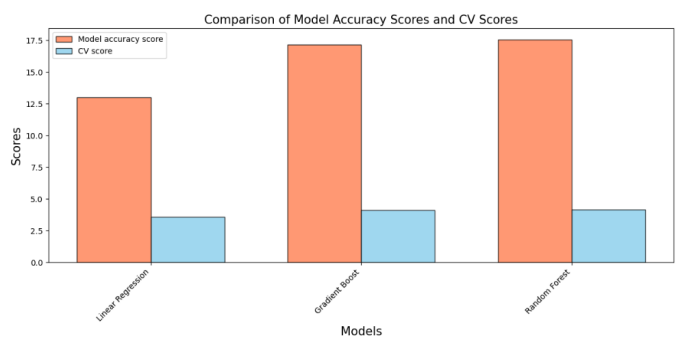 Comparison of Model Accuracy Scores and CV Scores
Model accuracy score
CV score
17.5
15.0
12.5
10.0
7.5
5.0
2.5
0.0
Scores
Linear Regression
Gradient Boost
Random Forest
Models